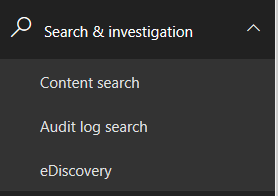 Search & investigation
Content search
Audit log search
eDiscovery